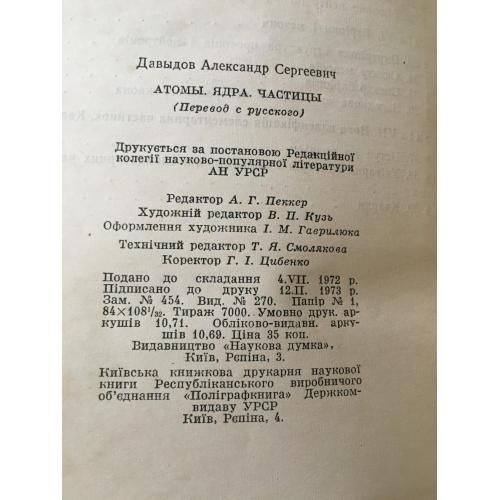 Давыдов Александр Сергеевич
АТОМЫ. ЯДРА. ЧАСТИЦЫ
(Перевод с русского)
Друкується за постановою Редакційної
колегії науково-популярної літератури
АН УРСР
Редактор А. Г. Пеккер
Художній редактор В. П. Кузь
Оформлення художника І. М. Гаврилюка
Технічний редактор Т. Я. Смолякова
Коректор Г. І. Цибенко
Подано до складання 4.VII. 1972 р.
Підписано до друку 12.II. 1973 р.
Зам. № 454. Вид. № 270. Папір № 1,
84×108¹/₃₂. Тираж 7000. Умовно друк. ар-
кушів 10,71. Обліково-видавн. арку-
шів 10,69. Ціна 35 коп.
Видавництво «Наукова думка»,
Київ, Рєпіна, 3.
Київська книжкова друкарня наукової
книги Республіканського виробничого
об'єднання «Поліграфкнига» Держком-
видаву УРСР
Київ, Рєпіна, 4.